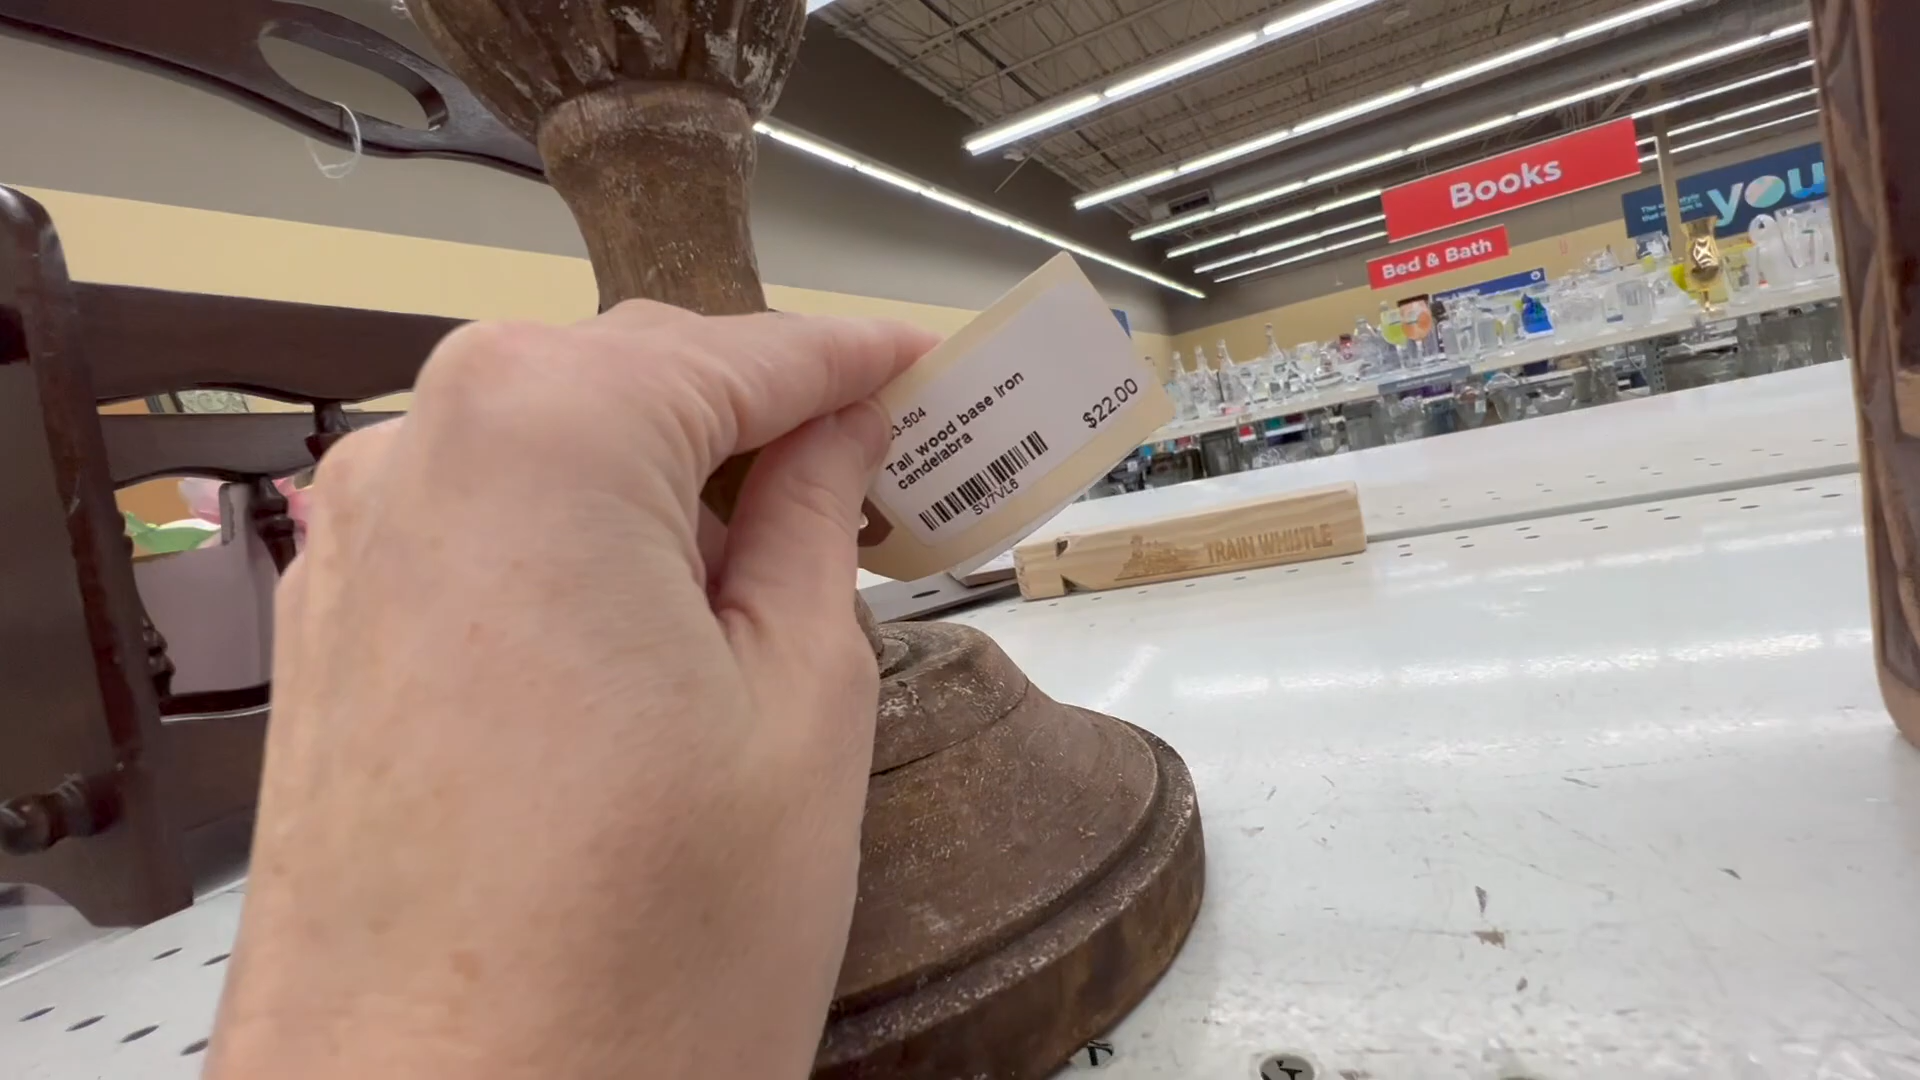 3-504
Tall wood base iron
candelabra
SV7VL6
$22.00
TRAIN WHISTLE
Books
Bed & Bath
you